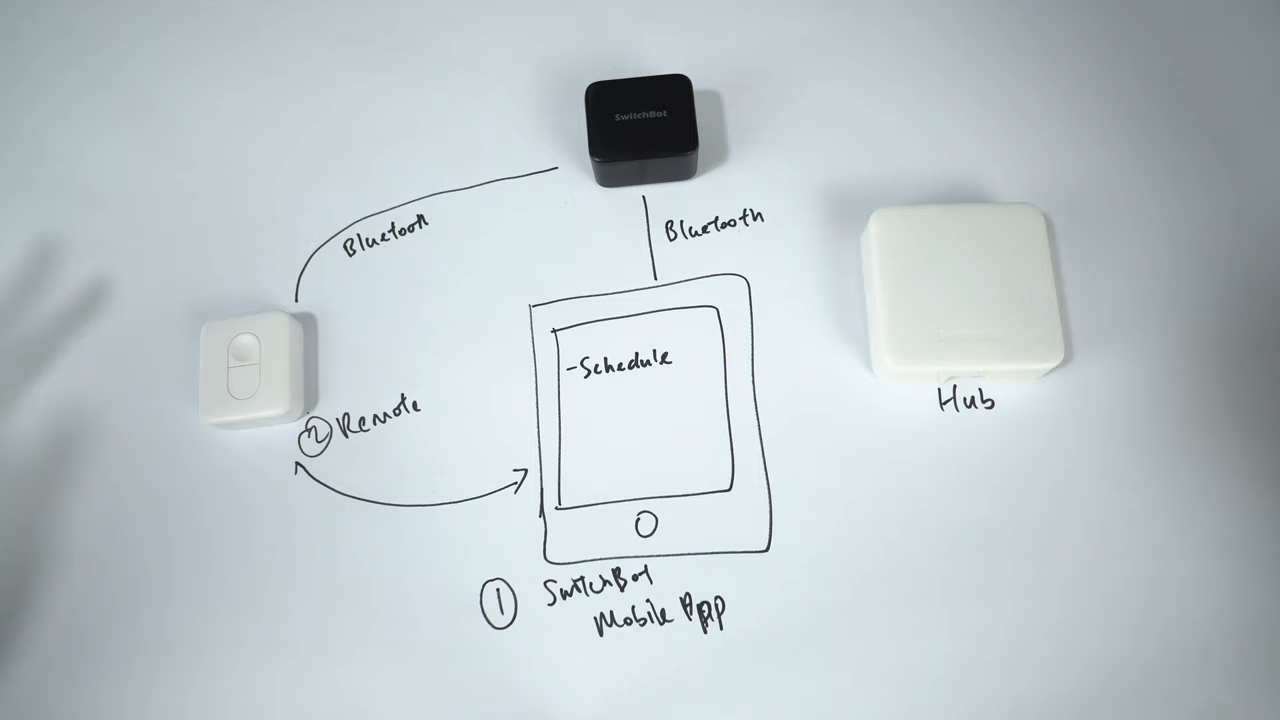 SwitchBot
Bluetooth
Bluetooth
-Schedule
Hub
2 Remote
1 SwitchBot
Mobile App